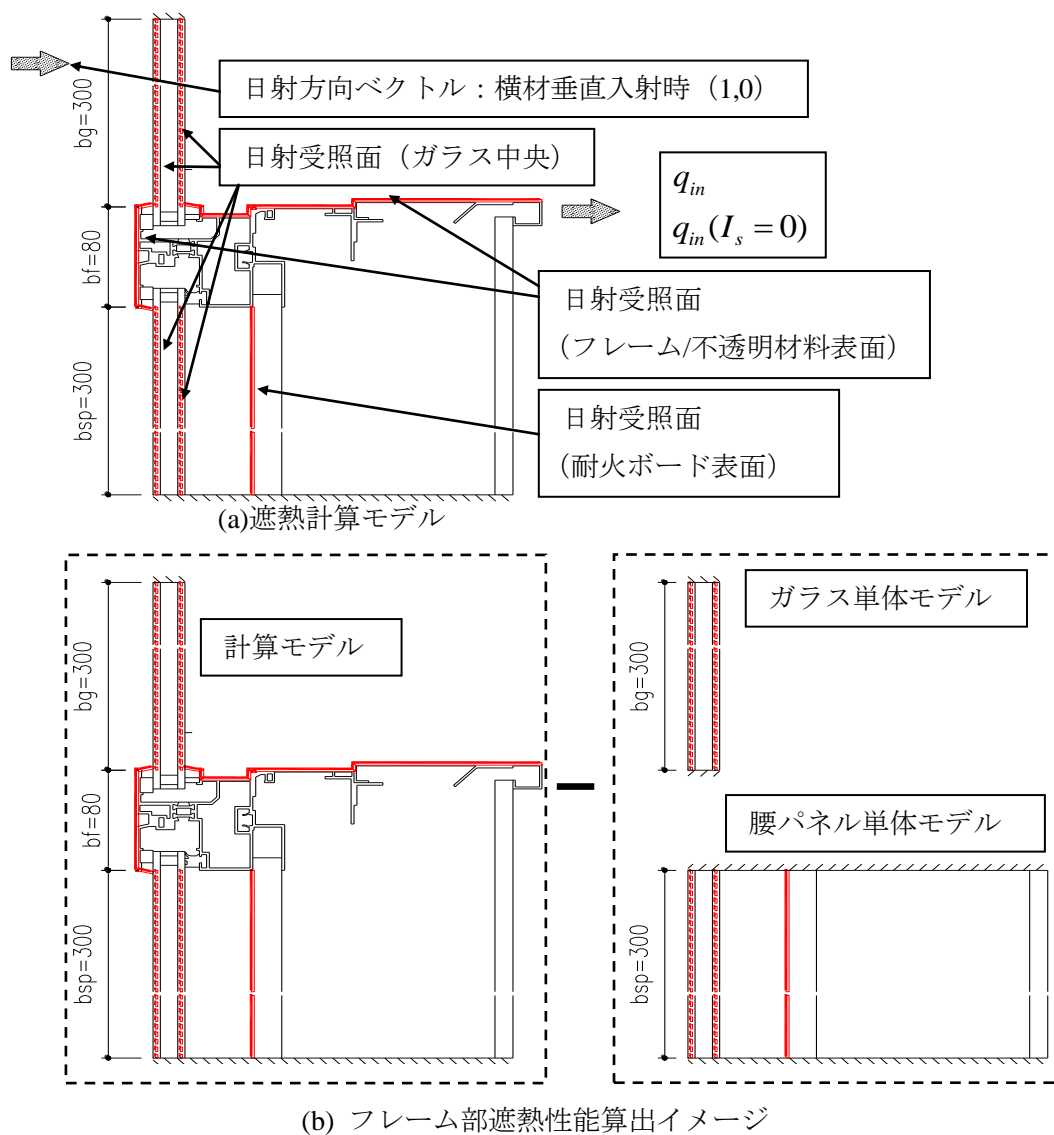 日射方向ベクトル：横材垂直入射時（1,0）
bg=300
日射受照面（ガラス中央）
q_in
q_in(I_s = 0)
bf=80
日射受照面
（フレーム/不透明材料表面）
bsp=300
日射受照面
（耐火ボード表面）
(a)遮熱計算モデル
計算モデル
bg=300
bf=80
bsp=300
ガラス単体モデル
bg=300
腰パネル単体モデル
bsp=300
(b) フレーム部遮熱性能算出イメージ